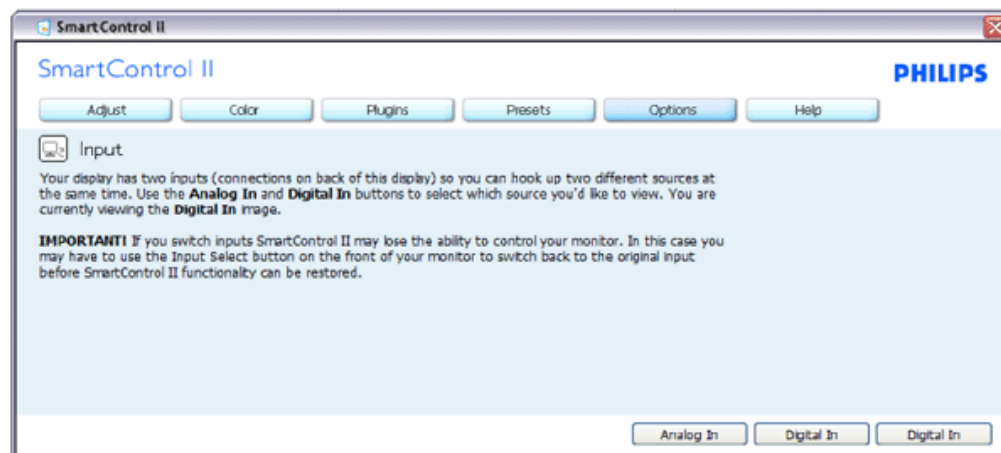 SmartControl II
SmartControl II
PHILIPS
Adjust Color Plugins Presets Options Help
Input
Your display has two inputs (connections on back of this display) so you can hook up two different sources at
the same time. Use the Analog In and Digital In buttons to select which source you'd like to view. You are
currently viewing the Digital In image.
IMPORTANT! If you switch inputs SmartControl II may lose the ability to control your monitor. In this case you
may have to use the Input Select button on the front of your monitor to switch back to the original input
before SmartControl II functionality can be restored.
Analog In Digital In Digital In